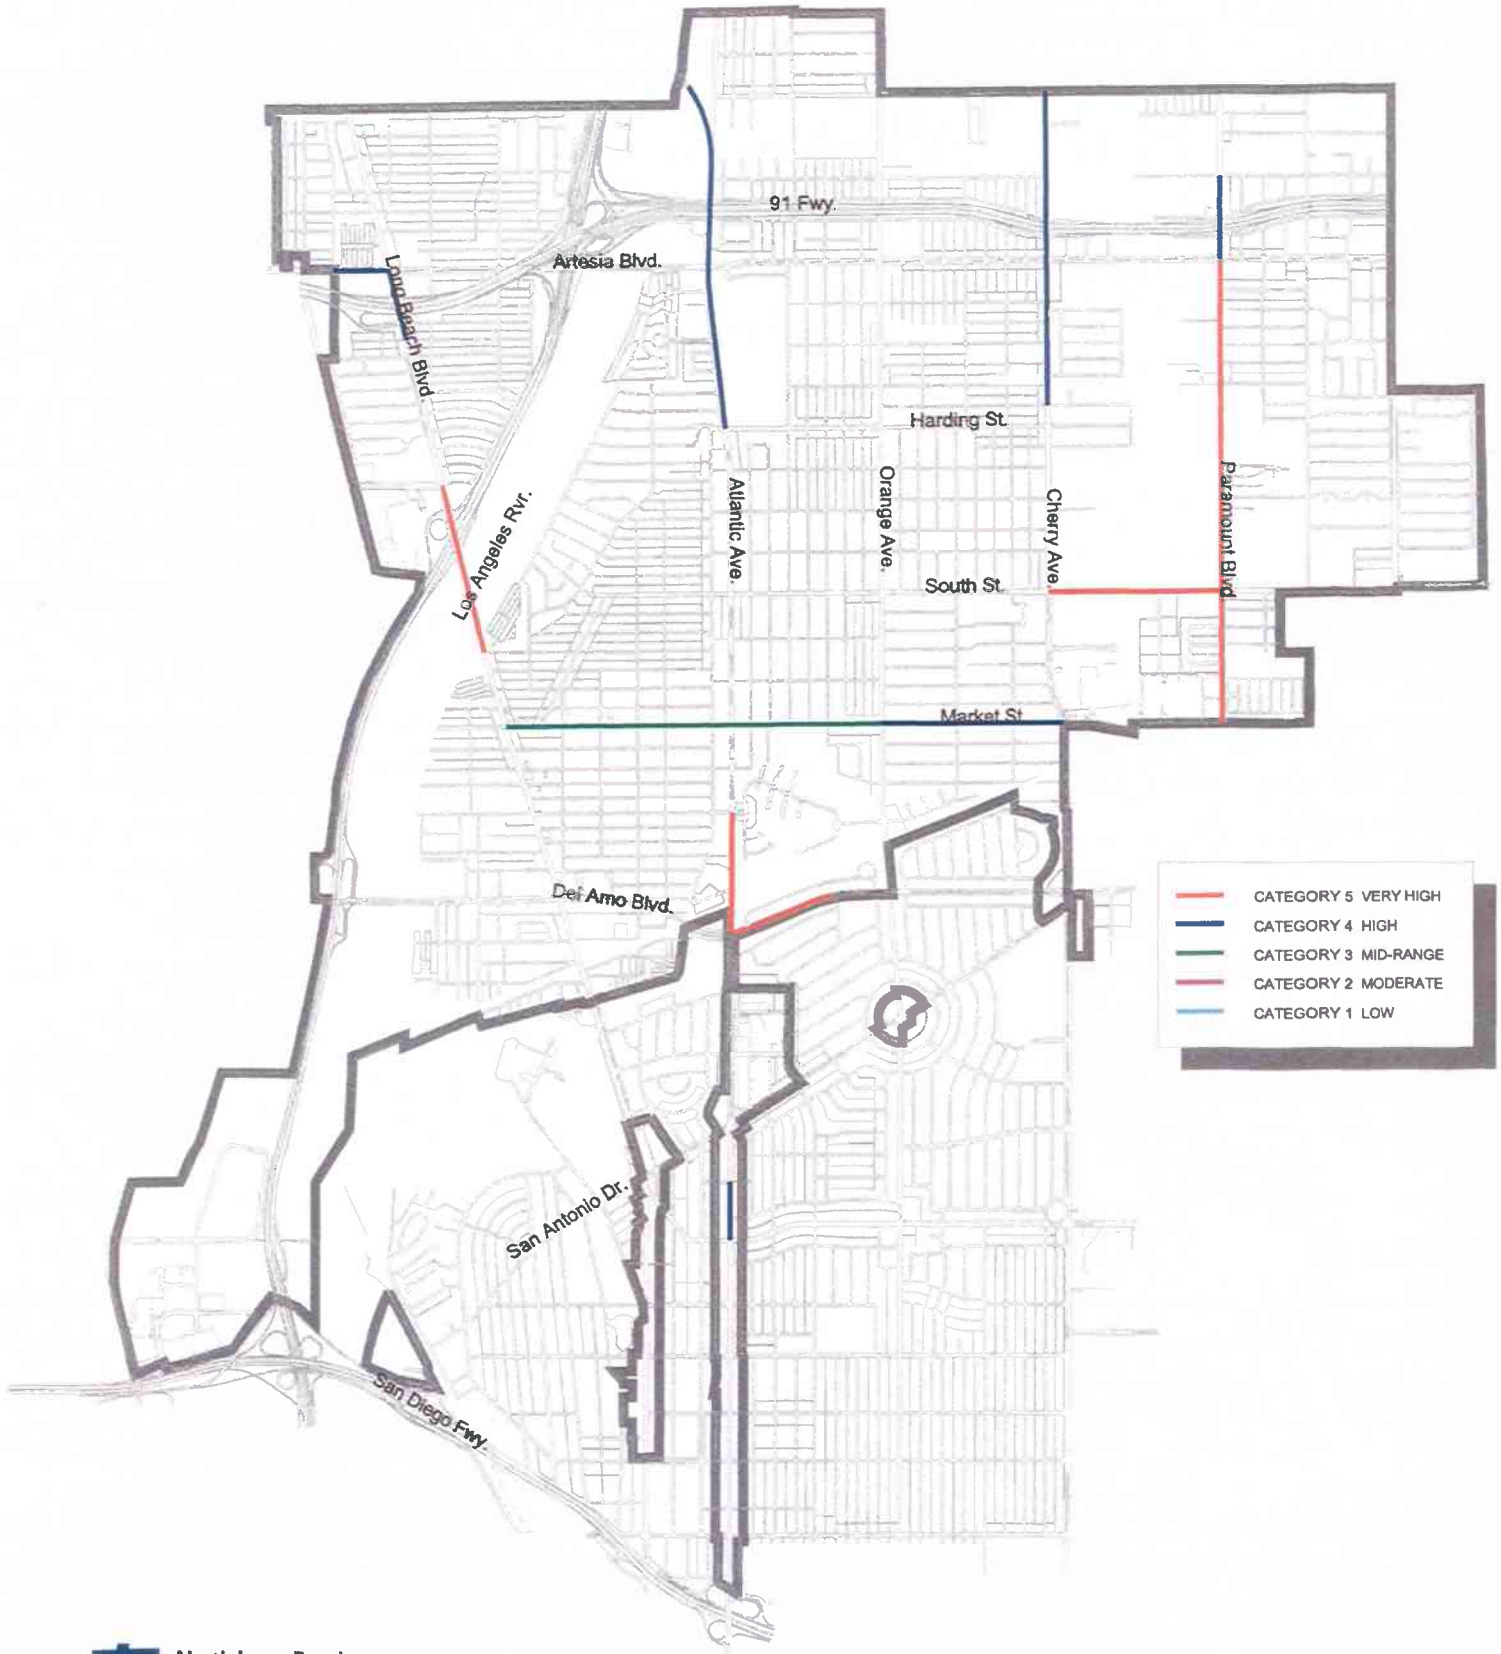 91 Fwy.
Artesia Blvd.
Long Beach Blvd.
Harding St.
Los Angeles Rvr.
Atlantic Ave.
Orange Ave.
Cherry Ave.
Paramount Blvd
South St.
Market St
Del Amo Blvd.
CATEGORY 5 VERY HIGH
CATEGORY 4 HIGH
CATEGORY 3 MID-RANGE
CATEGORY 2 MODERATE
CATEGORY 1 LOW
San Antonio Dr.
San Diego Fwy.